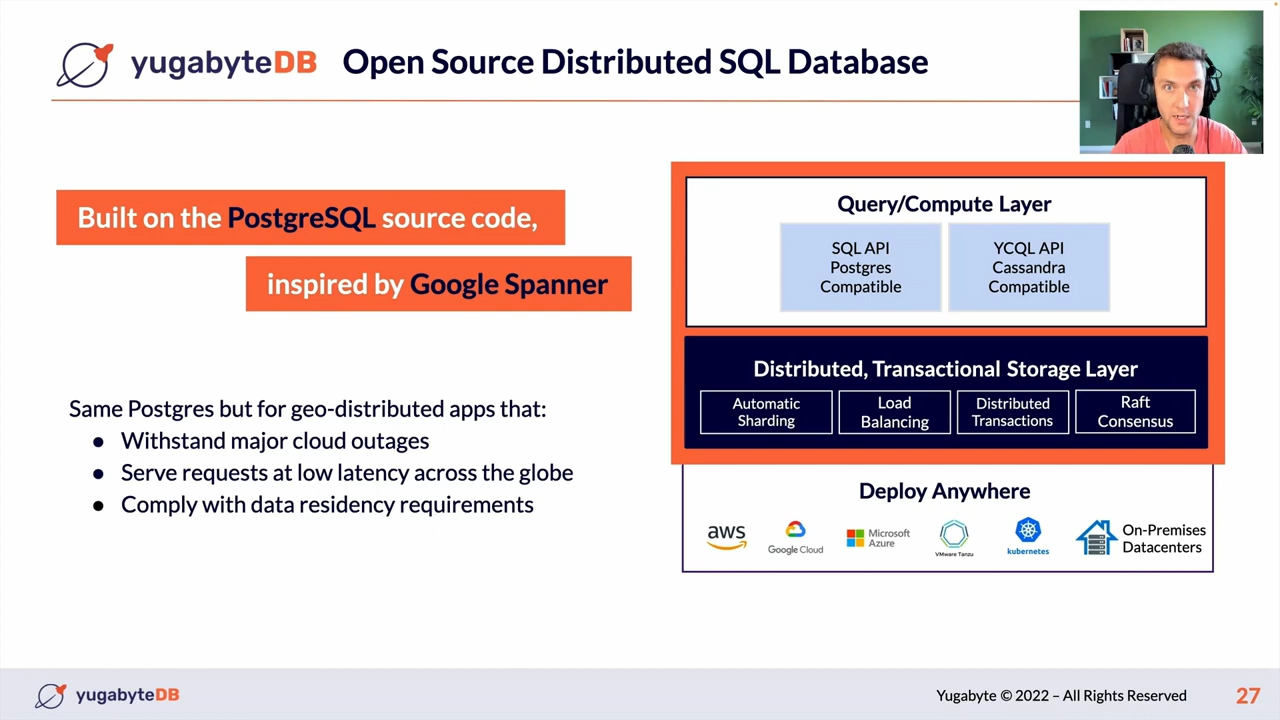 yugabyteDB Open Source Distributed SQL Database
Built on the PostgreSQL source code,
inspired by Google Spanner
Same Postgres but for geo-distributed apps that:
● Withstand major cloud outages
● Serve requests at low latency across the globe
● Comply with data residency requirements
Query/Compute Layer
SQL API
Postgres
Compatible
YCQL API
Cassandra
Compatible
Distributed, Transactional Storage Layer
Automatic
Sharding
Load
Balancing
Distributed
Transactions
Raft
Consensus
Deploy Anywhere
aws
Google Cloud
Microsoft
Azure
VMware Tanzu
kubernetes
On-Premises
Datacenters
yugabyteDB
Yugabyte © 2022 – All Rights Reserved
27